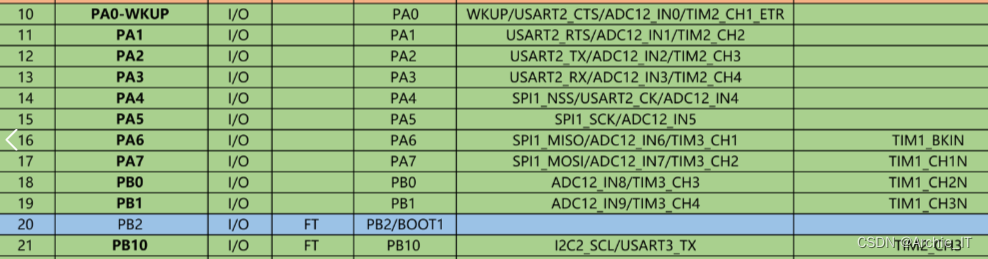 10 PA0-WKUP I/O PA0 WKUP/USART2_CTS/ADC12_IN0/TIM2_CH1_ETR
11 PA1 I/O PA1 USART2_RTS/ADC12_IN1/TIM2_CH2
12 PA2 I/O PA2 USART2_TX/ADC12_IN2/TIM2_CH3
13 PA3 I/O PA3 USART2_RX/ADC12_IN3/TIM2_CH4
14 PA4 I/O PA4 SPI1_NSS/USART2_CK/ADC12_IN4
15 PA5 I/O PA5 SPI1_SCK/ADC12_IN5
16 PA6 I/O PA6 SPI1_MISO/ADC12_IN6/TIM3_CH1 TIM1_BKIN
17 PA7 I/O PA7 SPI1_MOSI/ADC12_IN7/TIM3_CH2 TIM1_CH1N
18 PB0 I/O PB0 ADC12_IN8/TIM3_CH3 TIM1_CH2N
19 PB1 I/O PB1 ADC12_IN9/TIM3_CH4 TIM1_CH3N
20 PB2 I/O FT PB2/BOOT1
21 PB10 I/O FT PB10 I2C2_SCL/USART3_TX TIM2_CH3